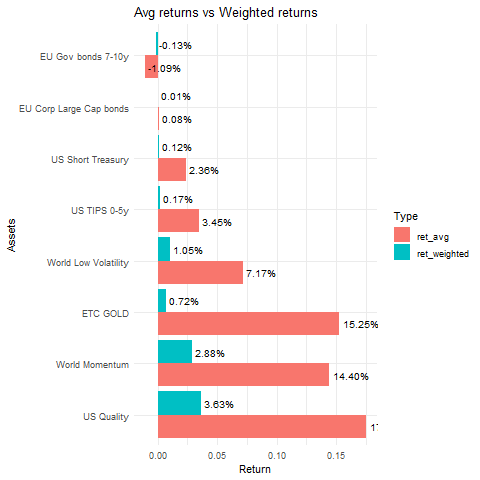 Avg returns vs Weighted returns
EU Gov bonds 7-10y
-0.13%
-1.09%
EU Corp Large Cap bonds
0.01%
0.08%
US Short Treasury
0.12%
2.36%
US TIPS 0-5y
0.17%
3.45%
World Low Volatility
1.05%
7.17%
ETC GOLD
0.72%
15.25%
World Momentum
2.88%
14.40%
US Quality
3.63%
Assets
0.00
0.05
0.10
0.15
Return
Type
ret_avg
ret_weighted